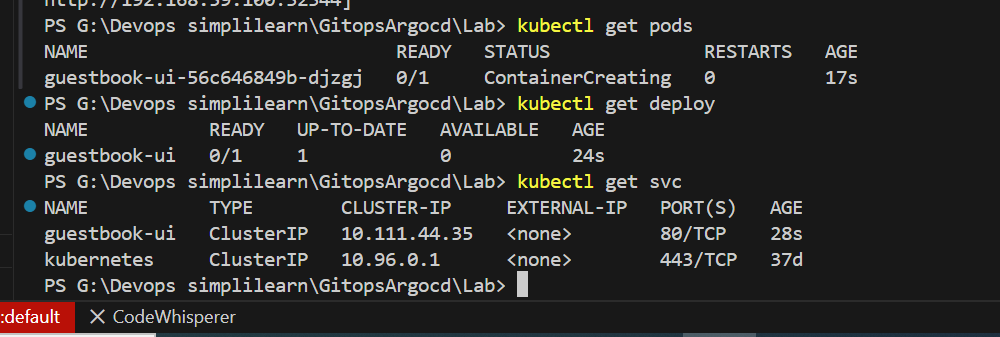 http://192.168.59.100:32344]
PS G:\Devops simplilearn\GitopsArgocd\Lab> kubectl get pods
NAME READY STATUS RESTARTS AGE
guestbook-ui-56c646849b-djzgj 0/1 ContainerCreating 0 17s
PS G:\Devops simplilearn\GitopsArgocd\Lab> kubectl get deploy
NAME READY UP-TO-DATE AVAILABLE AGE
guestbook-ui 0/1 1 0 24s
PS G:\Devops simplilearn\GitopsArgocd\Lab> kubectl get svc
NAME TYPE CLUSTER-IP EXTERNAL-IP PORT(S) AGE
guestbook-ui ClusterIP 10.111.44.35 <none> 80/TCP 28s
kubernetes ClusterIP 10.96.0.1 <none> 443/TCP 37d
PS G:\Devops simplilearn\GitopsArgocd\Lab>
:default CodeWhisperer